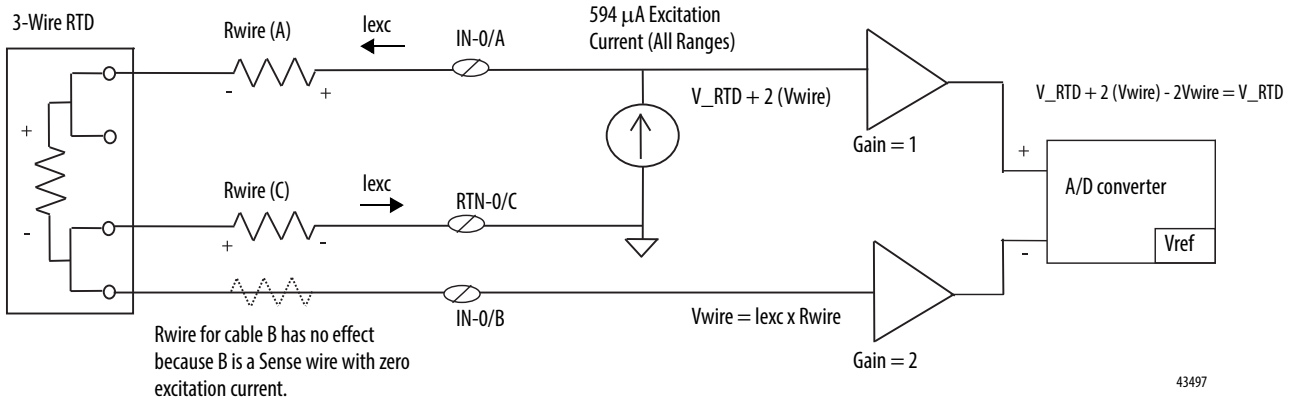 3-Wire RTD
Rwire (A)
Iexc
IN-0/A
594 μA Excitation
Current (All Ranges)
- +
+
V_RTD + 2 (Vwire)
Gain = 1
V_RTD + 2 (Vwire) - 2Vwire = V_RTD
+
A/D converter
Vref
-
Rwire (C)
Iexc
RTN-0/C
-
+ -
IN-0/B
Vwire = Iexc x Rwire
Gain = 2
Rwire for cable B has no effect
because B is a Sense wire with zero
excitation current.
43497